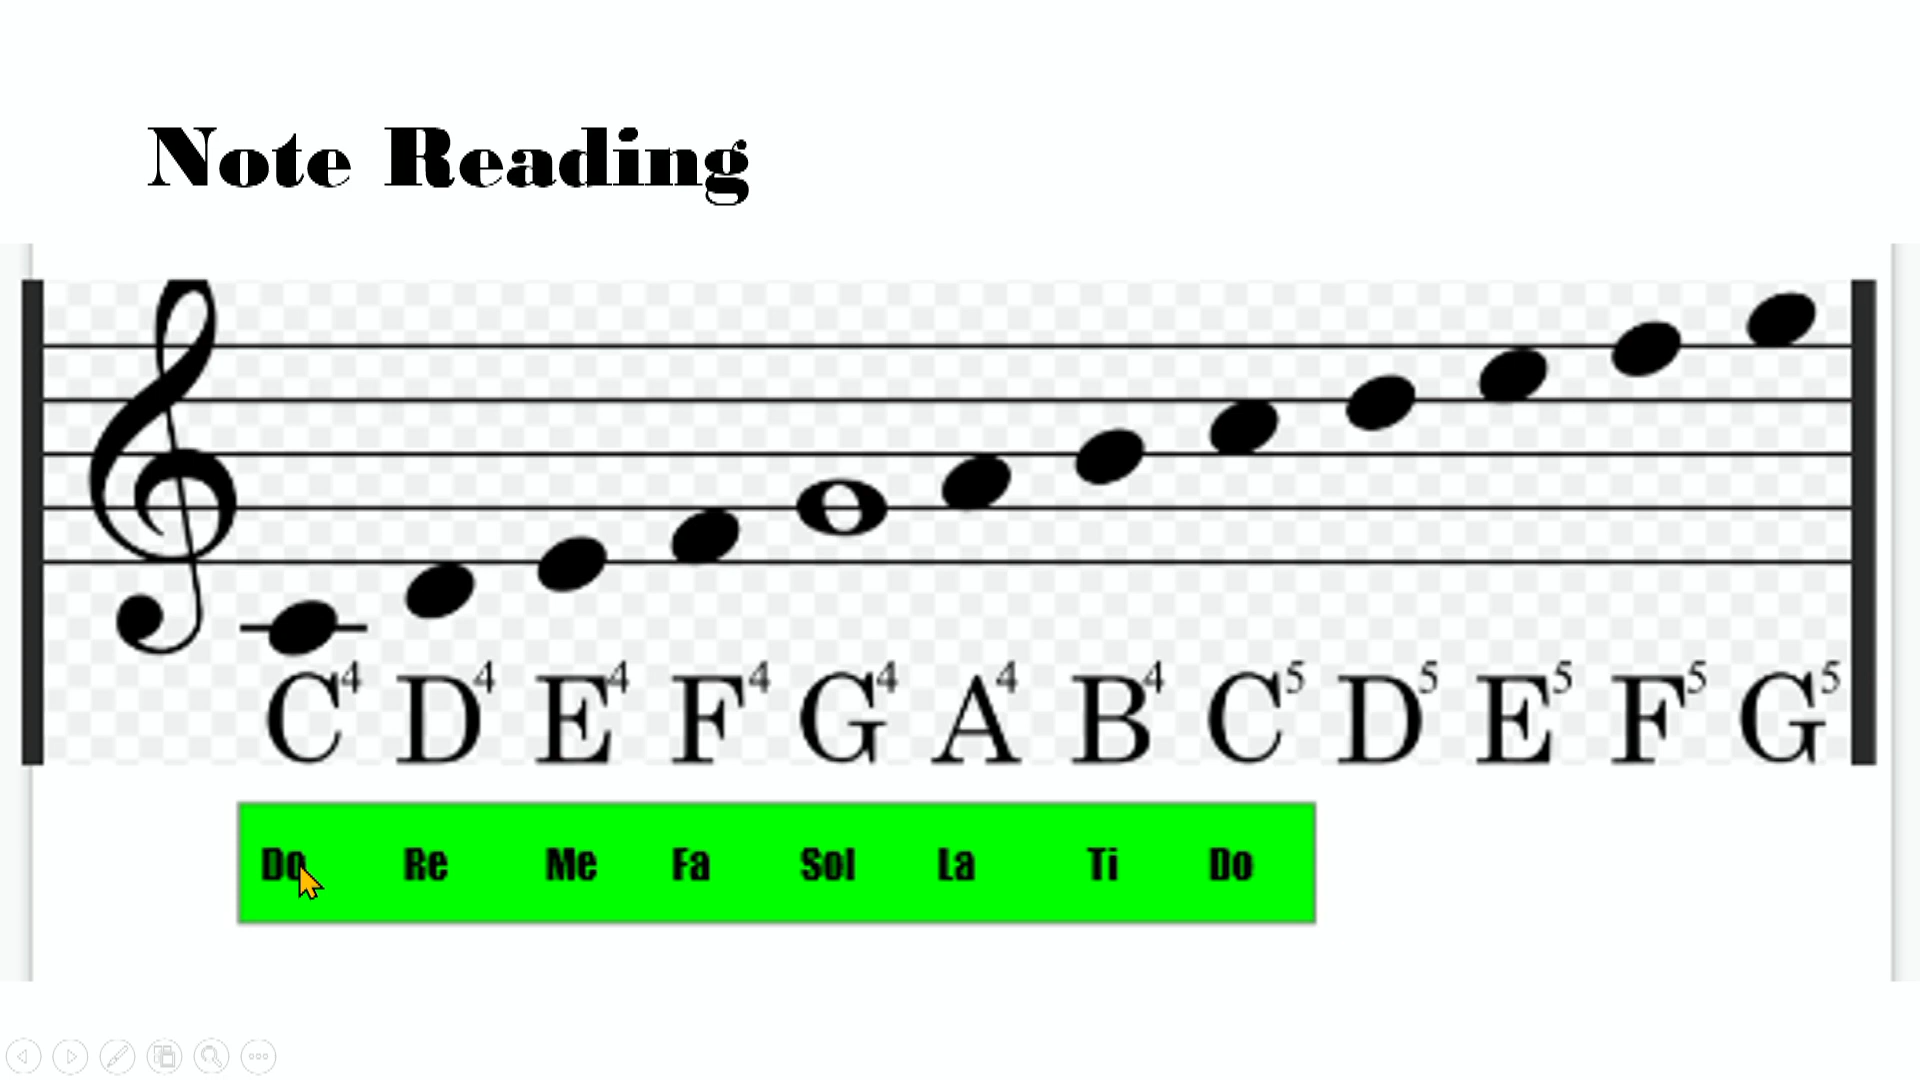 Note Reading
C4 D4 E4 F4 G4 A4 B4 C5 D5 E5 F5 G5
Do Re Me Fa Sol La Ti Do